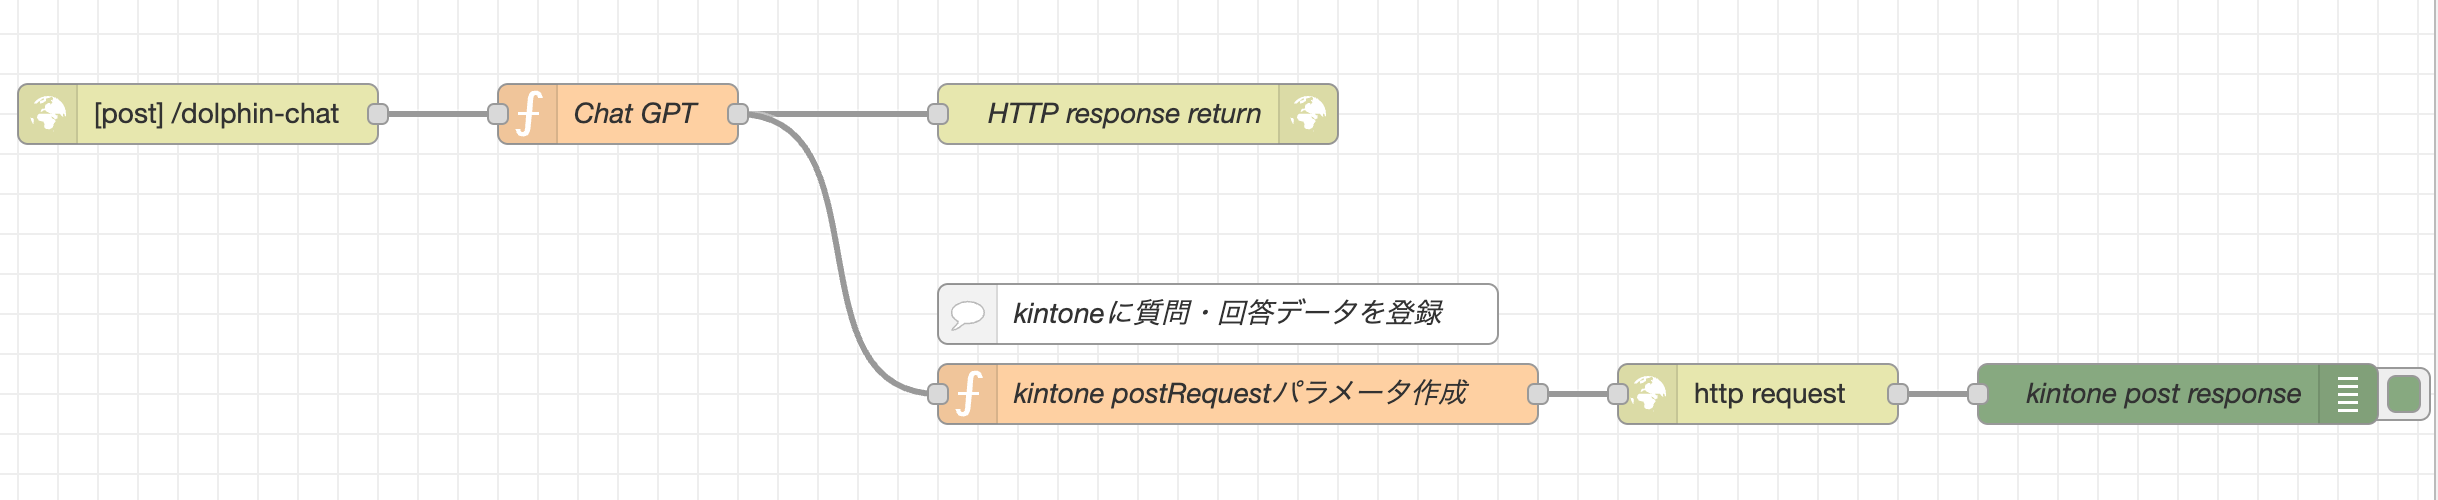 [post] /dolphin-chat
Chat GPT
HTTP response return
kintoneに質問・回答データを登録
kintone postRequestパラメータ作成
http request
kintone post response